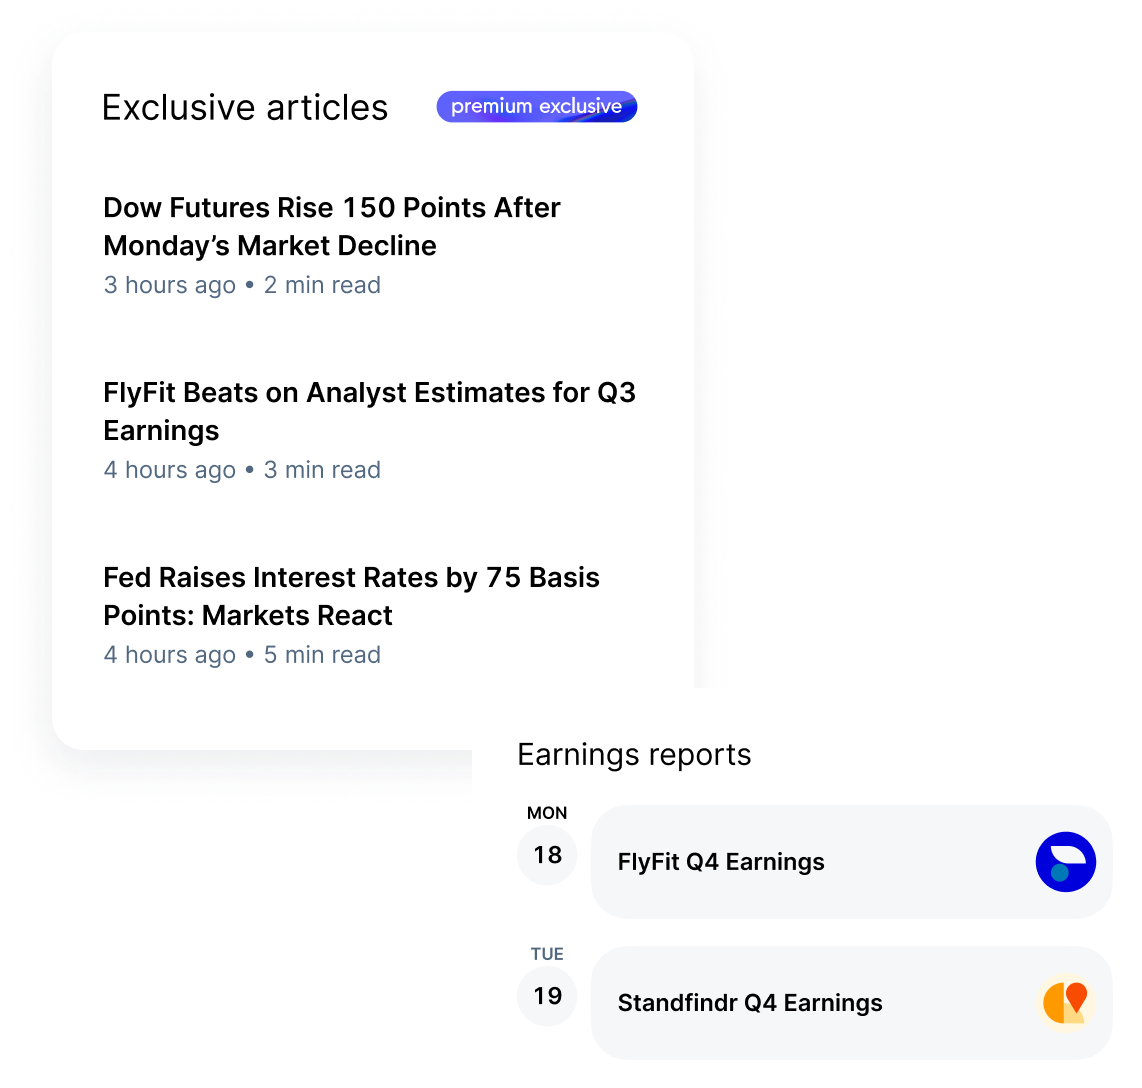 Exclusive articles
premium exclusive
Dow Futures Rise 150 Points After
Monday’s Market Decline
3 hours ago • 2 min read
FlyFit Beats on Analyst Estimates for Q3
Earnings
4 hours ago • 3 min read
Fed Raises Interest Rates by 75 Basis
Points: Markets React
4 hours ago • 5 min read
Earnings reports
MON
18
FlyFit Q4 Earnings
TUE
19
Standfindr Q4 Earnings